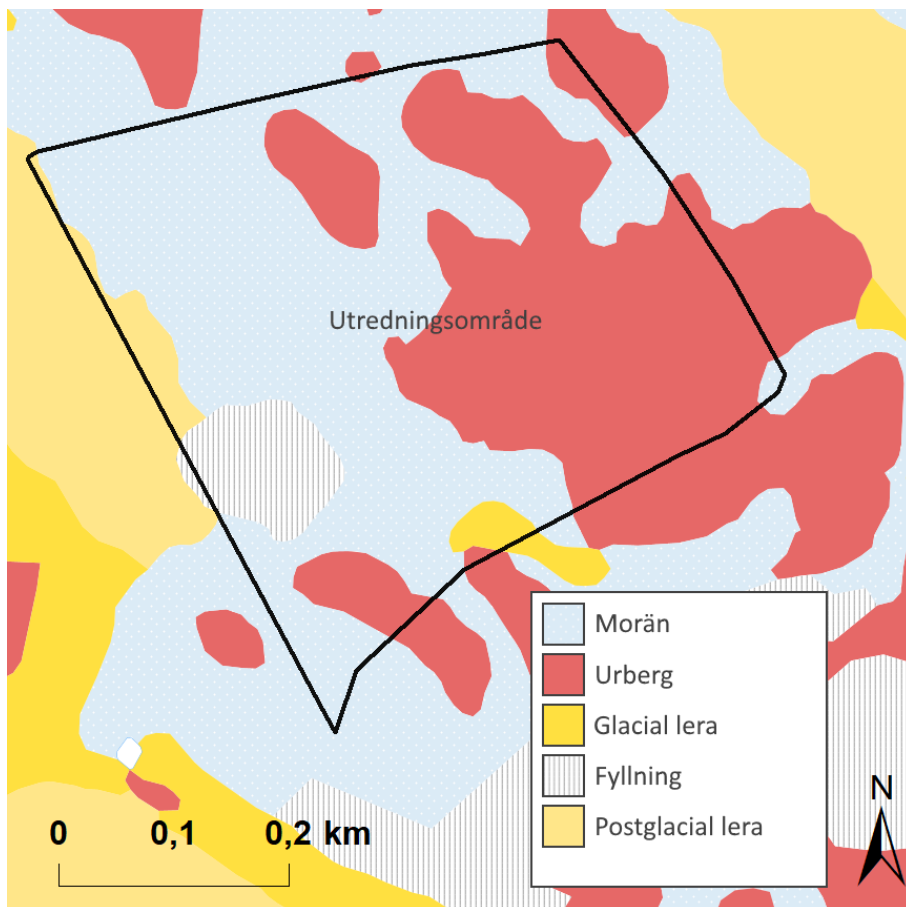 Utredningsområde
Morän
Urberg
Glacial lera
Fyllning
Postglacial lera
0 0,1 0,2 km
N